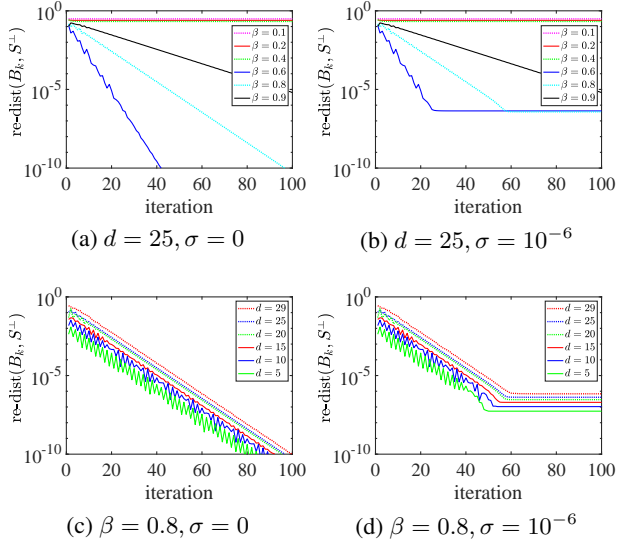 10^0
10^-5
10^-10
re-dist(B_k, S^⊥)
β = 0.1
β = 0.2
β = 0.4
β = 0.6
β = 0.8
β = 0.9
0 20 40 60 80 100
iteration
(a) d = 25, σ = 0
10^0
10^-5
10^-10
re-dist(B_k, S^⊥)
β = 0.1
β = 0.2
β = 0.4
β = 0.6
β = 0.8
β = 0.9
0 20 40 60 80 100
iteration
(b) d = 25, σ = 10^-6
10^0
10^-5
10^-10
re-dist(B_k, S^⊥)
d = 29
d = 25
d = 20
d = 15
d = 10
d = 5
0 20 40 60 80 100
iteration
(c) β = 0.8, σ = 0
10^0
10^-5
10^-10
re-dist(B_k, S^⊥)
d = 29
d = 25
d = 20
d = 15
d = 10
d = 5
0 20 40 60 80 100
iteration
(d) β = 0.8, σ = 10^-6